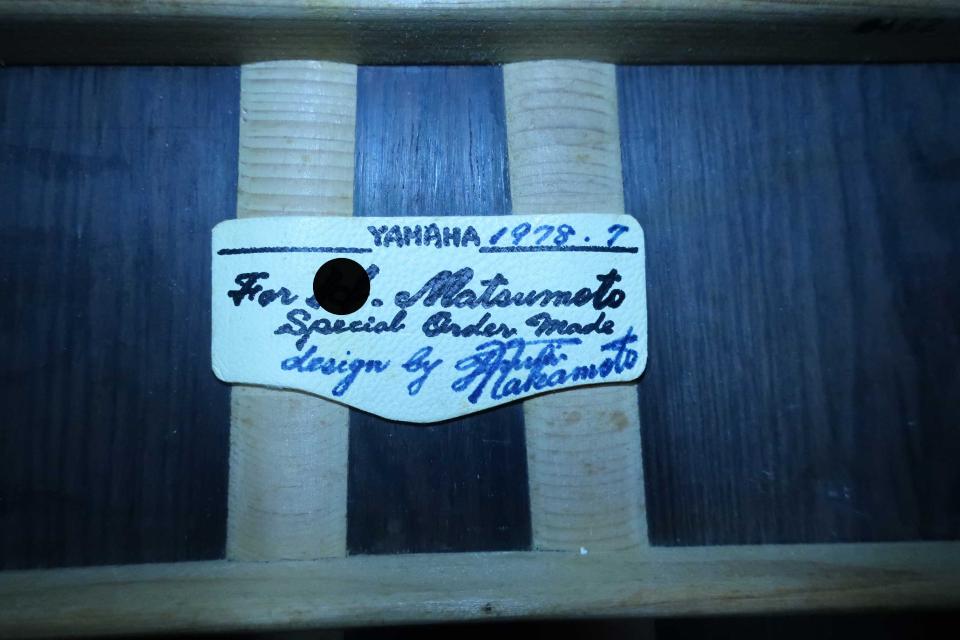 YAMAHA 1978.7
For . Matsumoto
Special Order Made
design by
Nakamoto